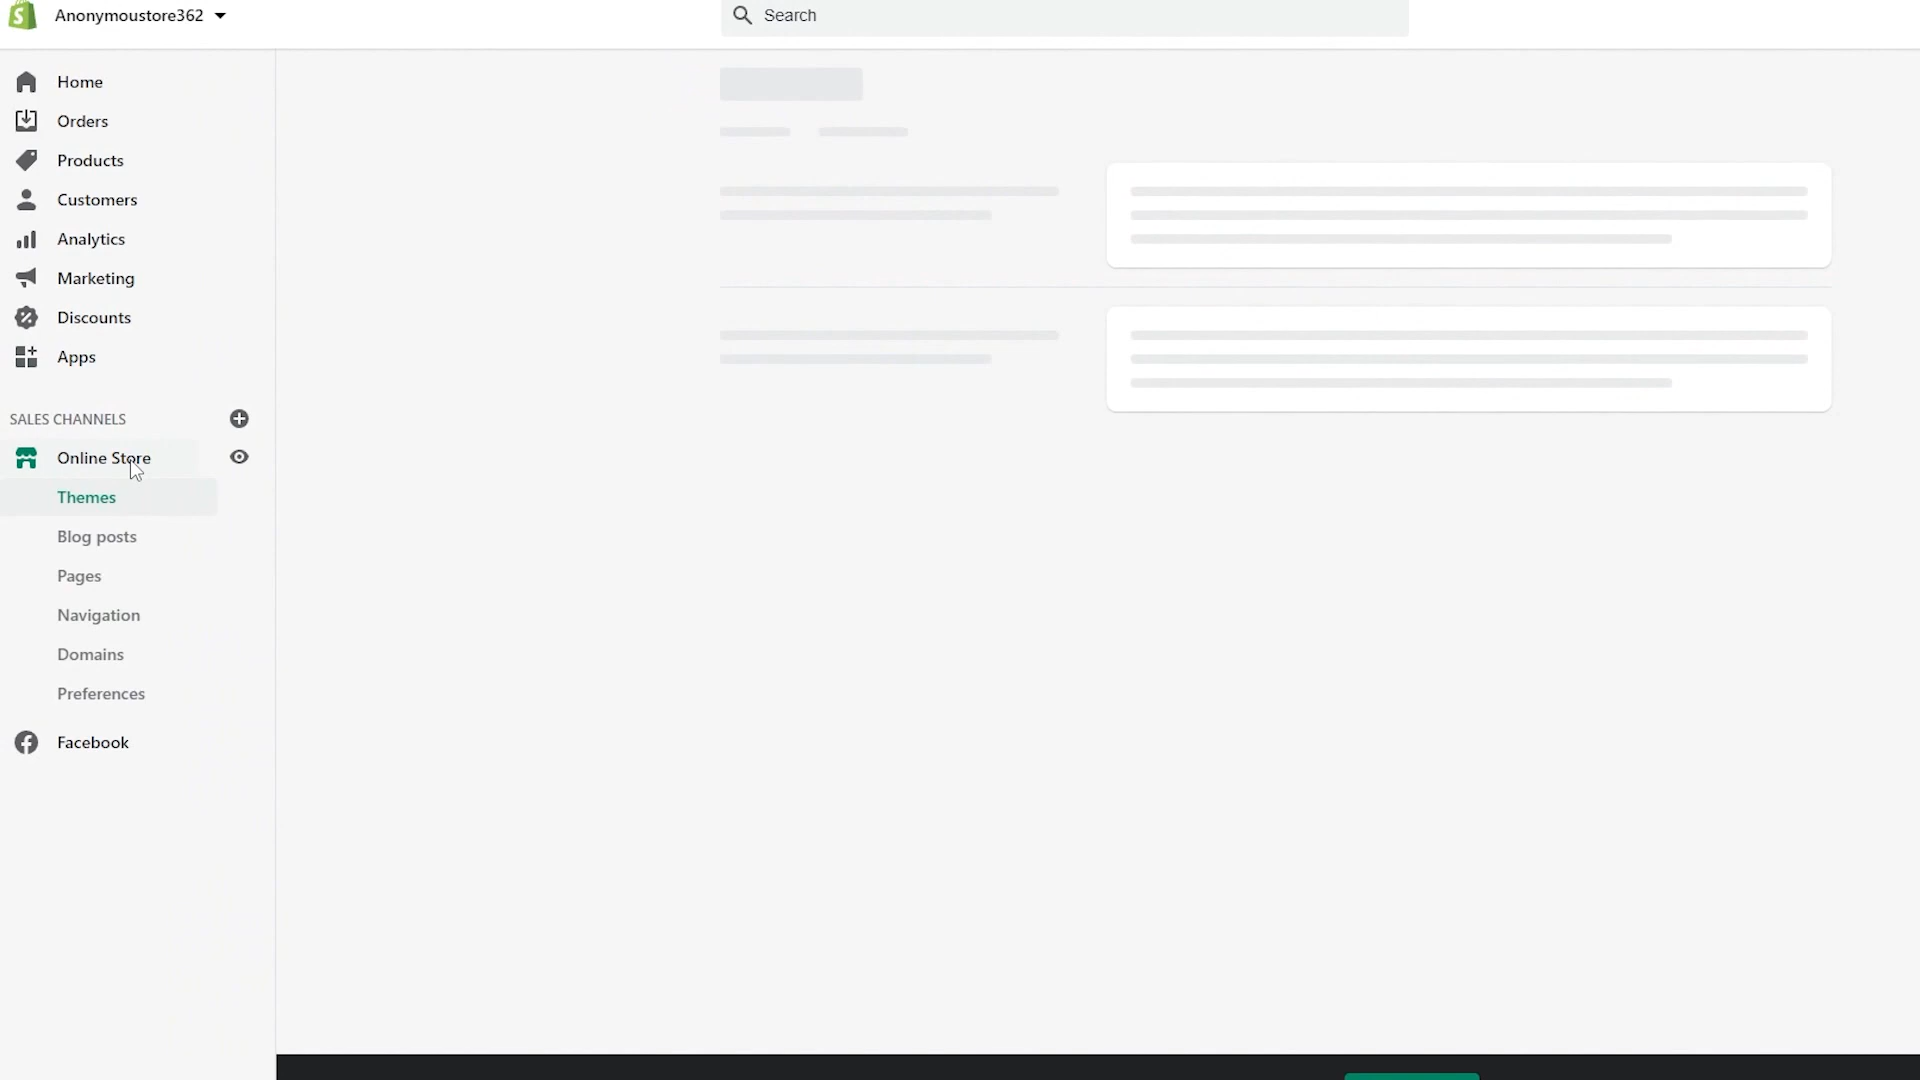 Anonymoustore362
Search
Home
Orders
Products
Customers
Analytics
Marketing
Discounts
Apps
SALES CHANNELS
Online Store
Themes
Blog posts
Pages
Navigation
Domains
Preferences
Facebook